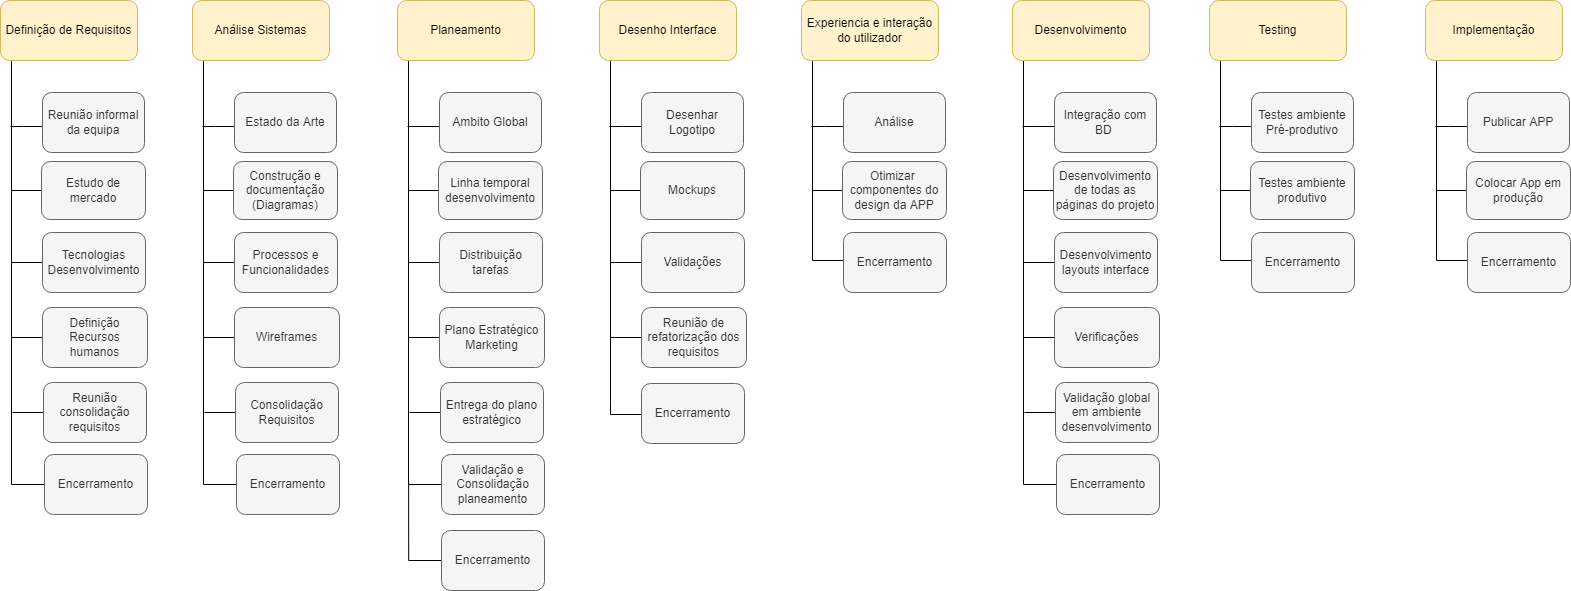 Definição de Requisitos
Reunião informal
da equipa
Estudo de
mercado
Tecnologias
Desenvolvimento
Definição
Recursos
humanos
Reunião
consolidação
requisitos
Encerramento
Análise Sistemas
Estado da Arte
Construção e
documentação
(Diagramas)
Processos e
Funcionalidades
Wireframes
Consolidação
Requisitos
Encerramento
Planeamento
Ambito Global
Linha temporal
desenvolvimento
Distribuição
tarefas
Plano Estratégico
Marketing
Entrega do plano
estratégico
Validação e
Consolidação
planeamento
Encerramento
Desenho Interface
Desenhar
Logotipo
Mockups
Validações
Reunião de
refatorização dos
requisitos
Encerramento
Experiencia e interação
do utilizador
Análise
Otimizar
componentes do
design da APP
Encerramento
Desenvolvimento
Integração com
BD
Desenvolvimento
de todas as
páginas do projeto
Desenvolvimento
layouts interface
Verificações
Validação global
em ambiente
desenvolvimento
Encerramento
Testing
Testes ambiente
Pré-produtivo
Testes ambiente
produtivo
Encerramento
Implementação
Publicar APP
Colocar App em
produção
Encerramento